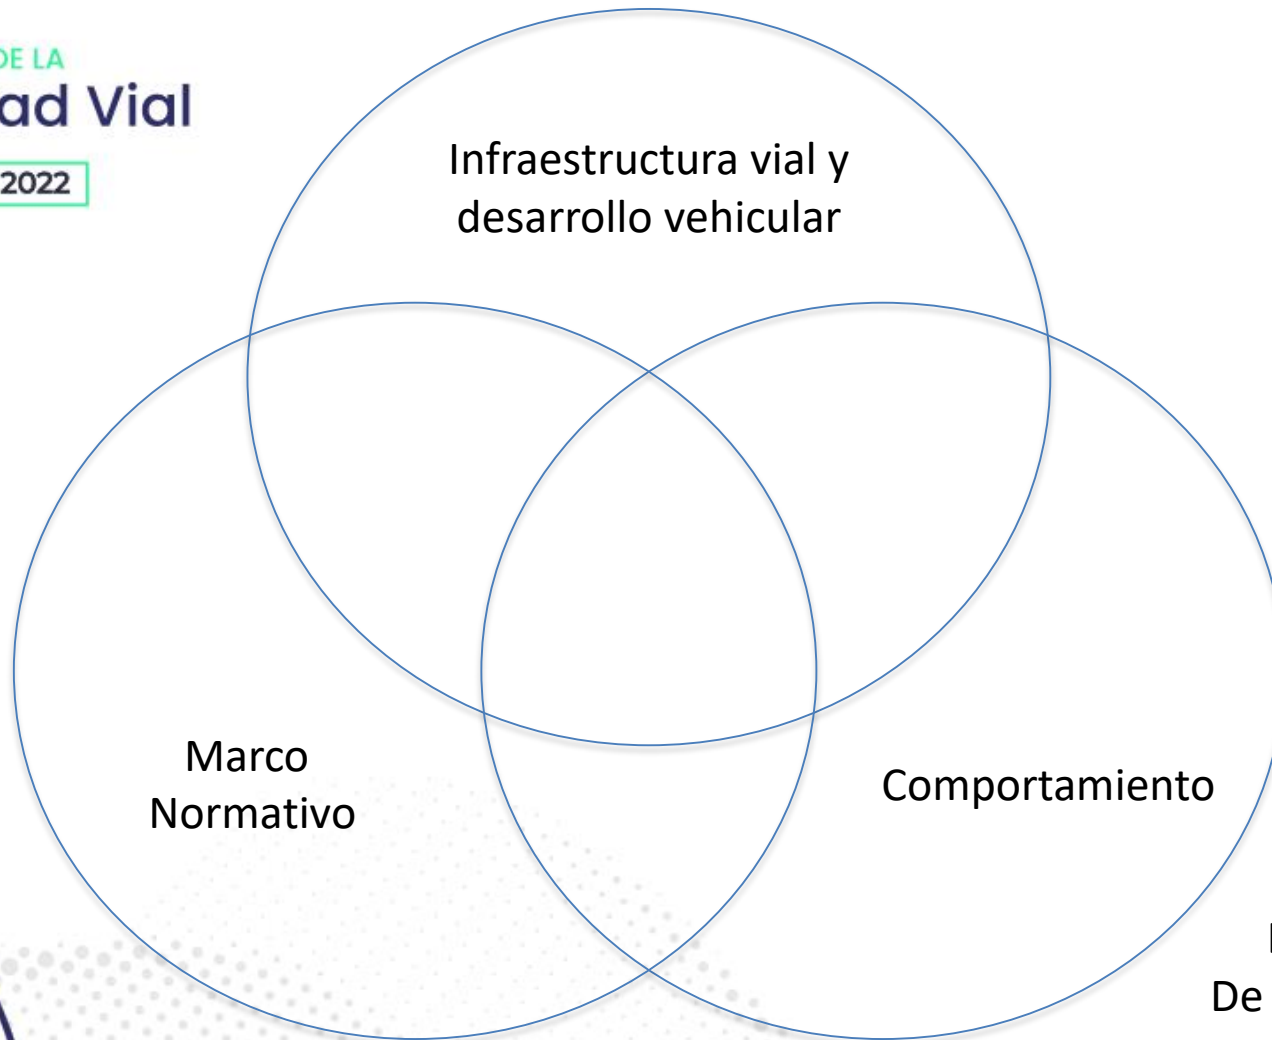 DE LA
ad Vial
2022
Infraestructura vial y
desarrollo vehicular
Marco
Normativo
Comportamiento
De